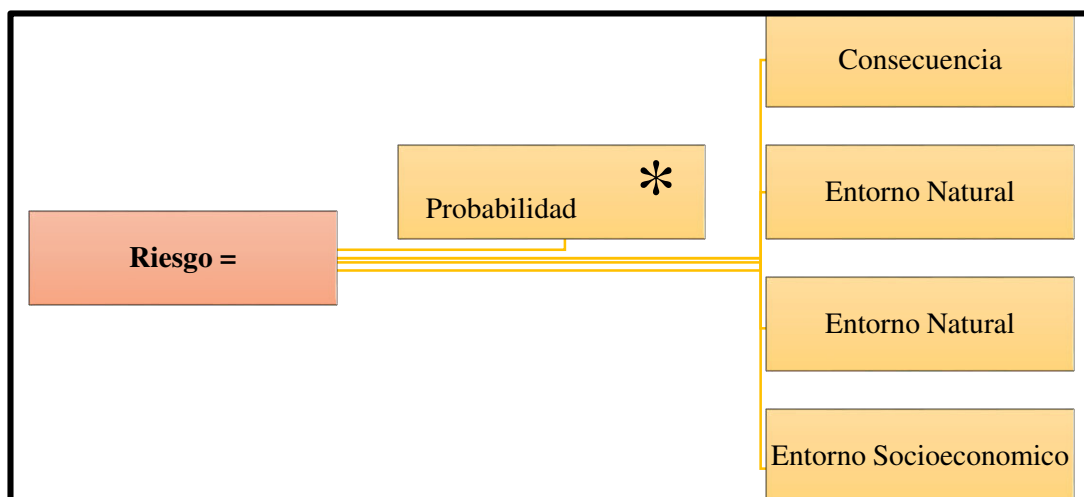 Riesgo =
Probabilidad *
Consecuencia
Entorno Natural
Entorno Natural
Entorno Socioeconomico